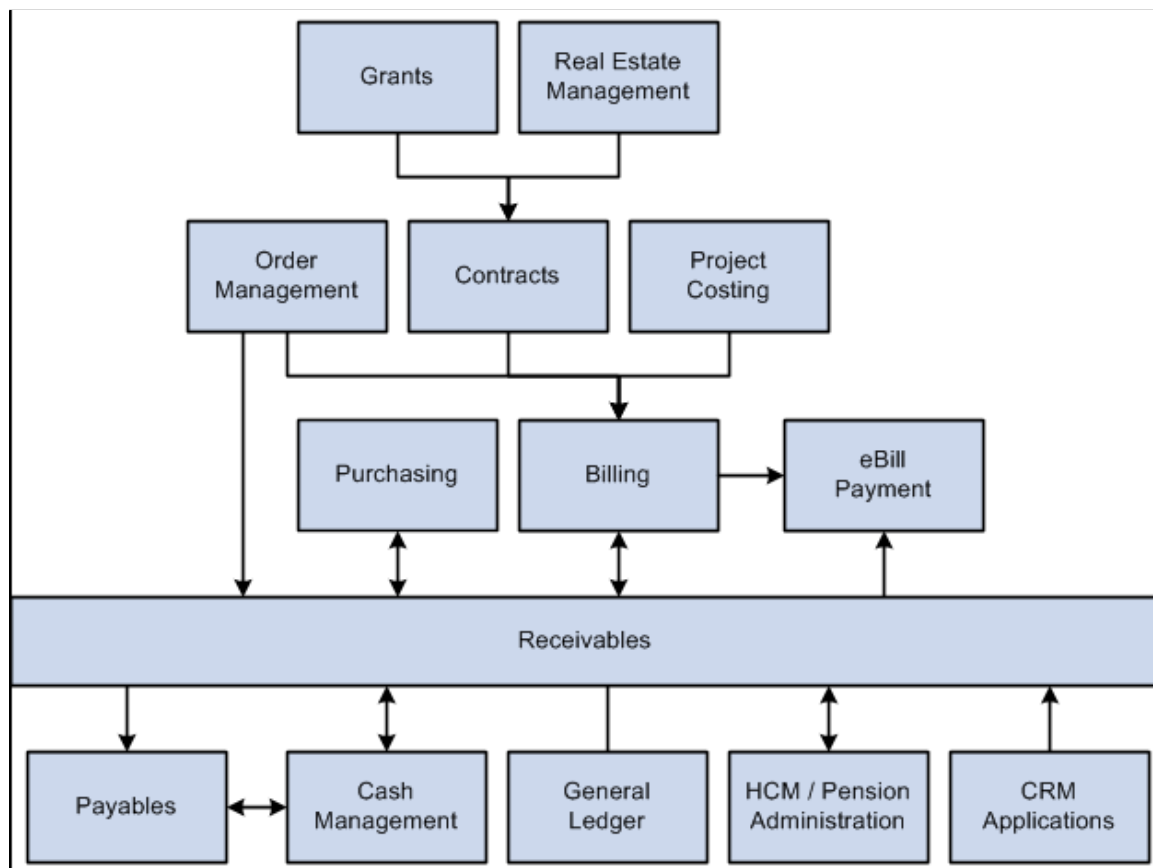 Grants
Real Estate
Management
Order
Management
Contracts
Project
Costing
Purchasing
Billing
eBill
Payment
Receivables
Payables
Cash
Management
General
Ledger
HCM / Pension
Administration
CRM
Applications